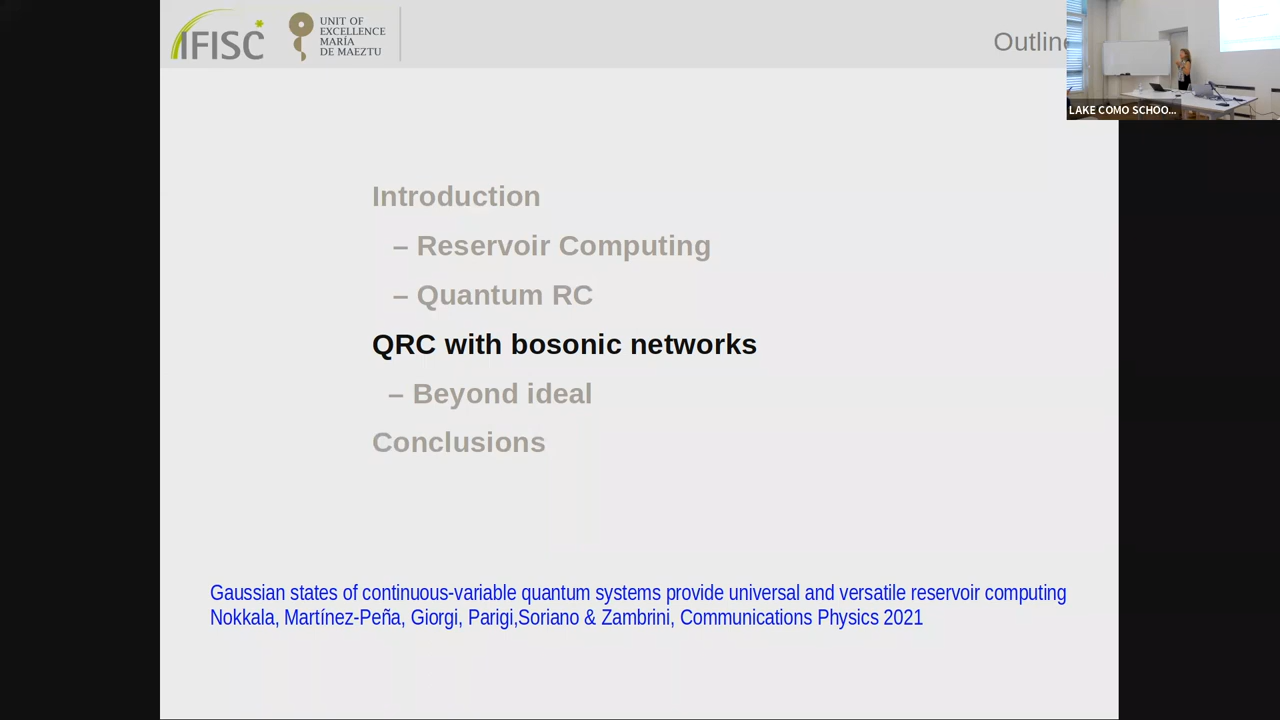 IFISC
UNIT OF
EXCELLENCE
MARÍA
DE MAEZTU
Outlin
LAKE COMO SCHOO...
Introduction
– Reservoir Computing
– Quantum RC
QRC with bosonic networks
– Beyond ideal
Conclusions
Gaussian states of continuous-variable quantum systems provide universal and versatile reservoir computing
Nokkala, Martínez-Peña, Giorgi, Parigi,Soriano & Zambrini, Communications Physics 2021